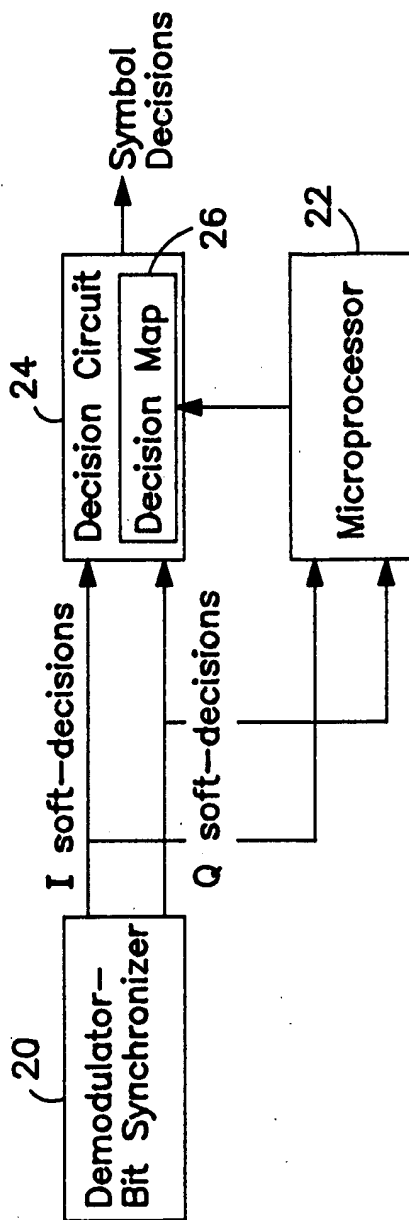 20
Demodulator—
Bit Synchronizer
I soft—decisions
Q soft—decisions
24
Decision Circuit
Decision Map
26
Symbol
Decisions
22
Microprocessor